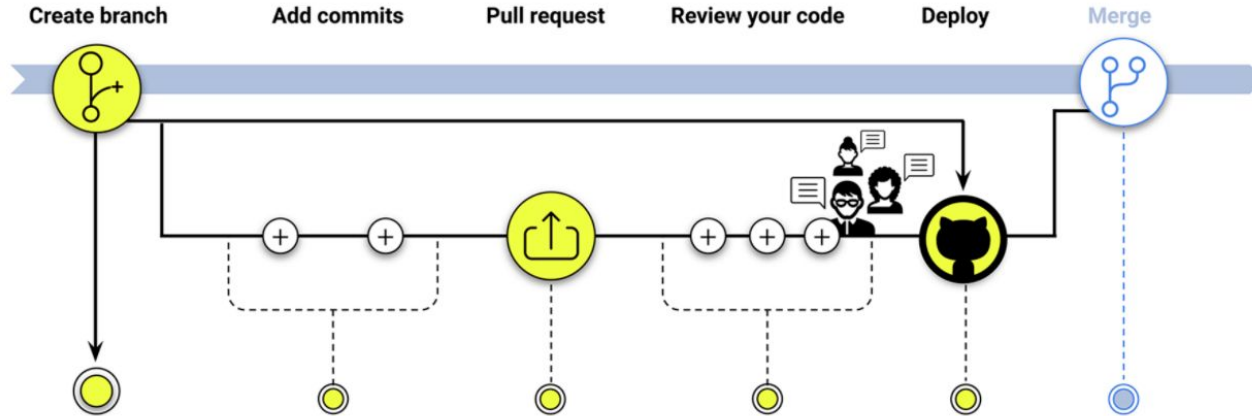 Create branch
Add commits
Pull request
Review your code
Deploy
Merge